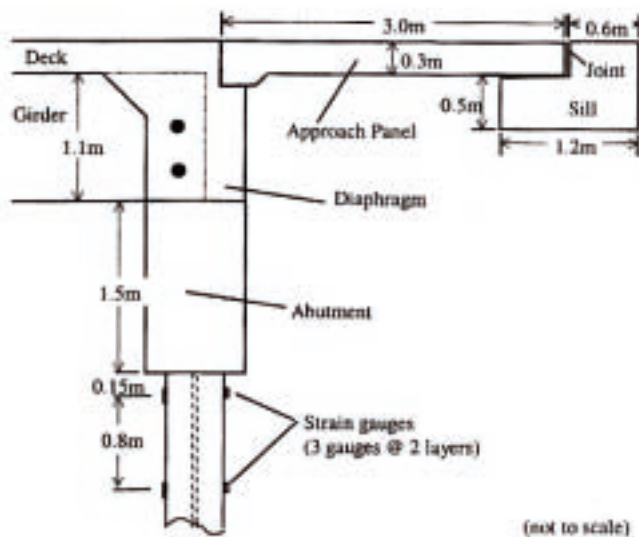 3.0m
0.6m
Deck
0.3m
Joint
Girder
0.5m
Sill
Approach Panel
1.1m
1.2m
Diaphragm
1.5m
Abutment
0.15m
Strain gauges
0.8m
(3 gauges @ 2 layers)
(not to scale)